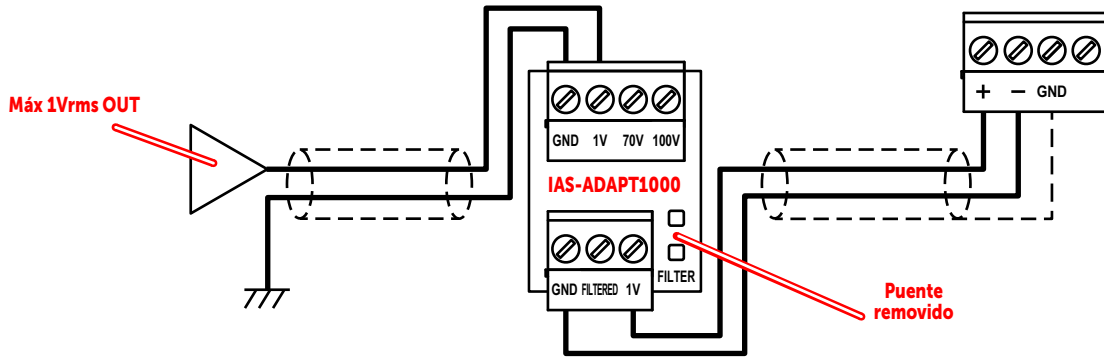 Máx 1Vrms OUT
+ − GND
GND 1V 70V 100V
IAS-ADAPT1000
GND FILTERED 1V
FILTER
Puente
removido